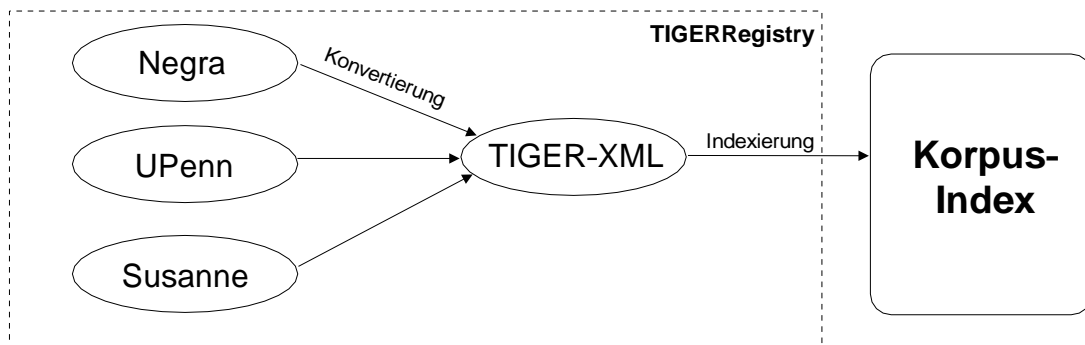 TIGERRegistry
Negra
Konvertierung
UPenn
TIGER-XML
Indexierung
Korpus-
Index
Susanne